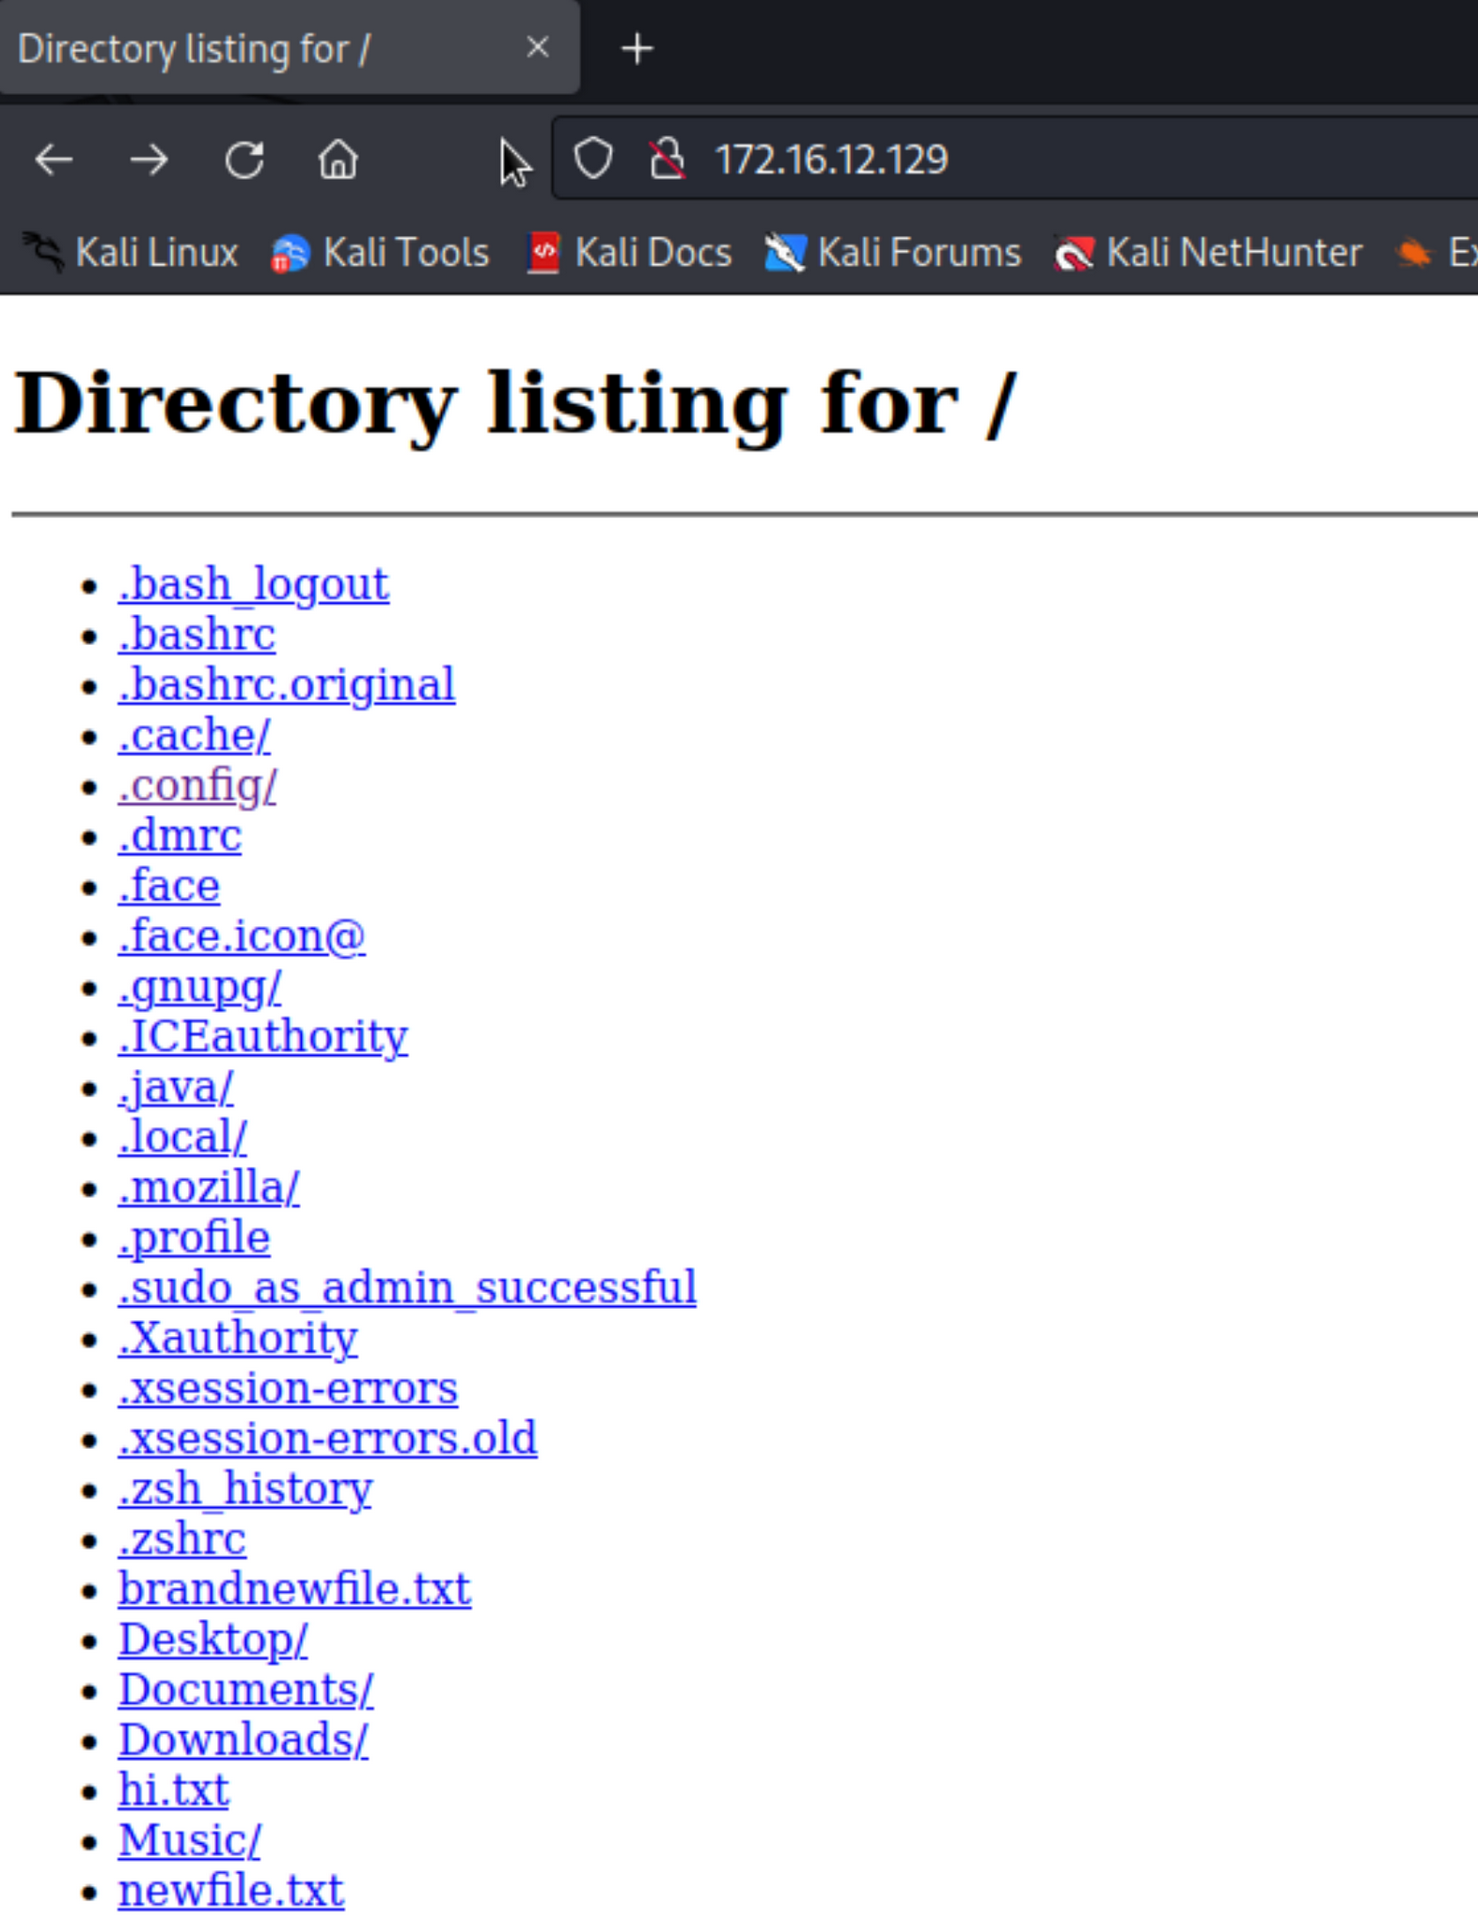 Directory listing for /
172.16.12.129
Kali Linux Kali Tools Kali Docs Kali Forums Kali NetHunter Ex
Directory listing for /
.bash_logout
.bashrc
.bashrc.original
.cache/
.config/
.dmrc
.face
.face.icon@
.gnupg/
.ICEauthority
.java/
.local/
.mozilla/
.profile
.sudo_as_admin_successful
.Xauthority
.xsession-errors
.xsession-errors.old
.zsh_history
.zshrc
brandnewfile.txt
Desktop/
Documents/
Downloads/
hi.txt
Music/
newfile.txt